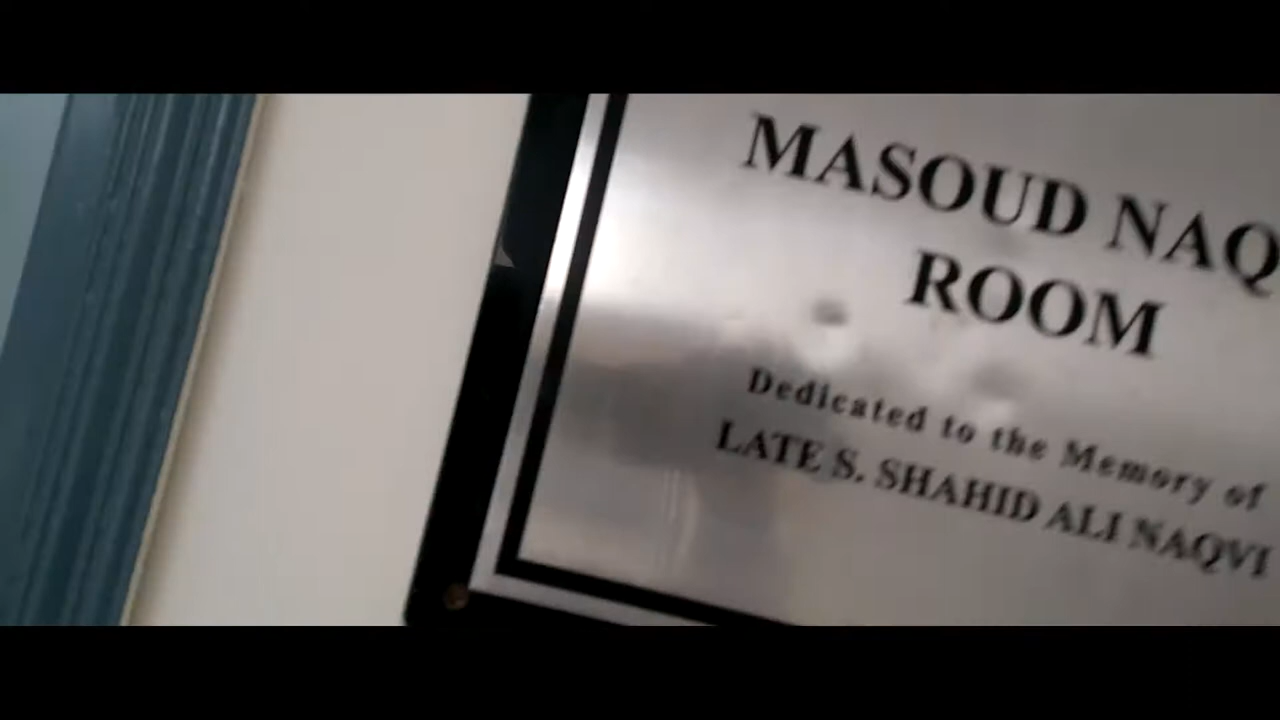 MASOUD NAQ
ROOM
Dedicated to the Memory of
LATE S. SHAHID ALI NAQVI